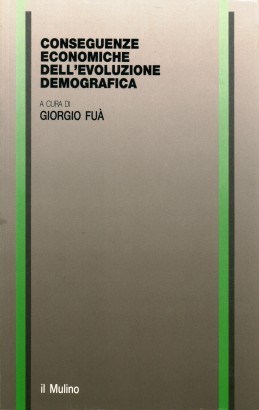 CONSEGUENZE
ECONOMICHE
DELL'EVOLUZIONE
DEMOGRAFICA
A CURA DI
GIORGIO FUÀ
il Mulino